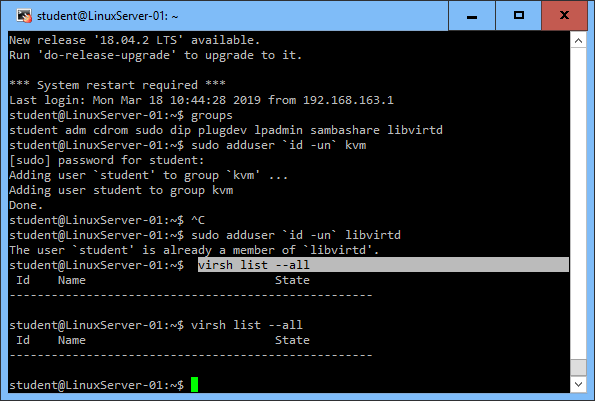 student@LinuxServer-01: ~
New release '18.04.2 LTS' available.
Run 'do-release-upgrade' to upgrade to it.
*** System restart required ***
Last login: Mon Mar 18 10:44:28 2019 from 192.168.163.1
student@LinuxServer-01:~$ groups
student adm cdrom sudo dip plugdev lpadmin sambashare libvirtd
student@LinuxServer-01:~$ sudo adduser `id -un` kvm
[sudo] password for student:
Adding user `student' to group `kvm' ...
Adding user student to group kvm
Done.
student@LinuxServer-01:~$ ^C
student@LinuxServer-01:~$ sudo adduser `id -un` libvirtd
The user `student' is already a member of `libvirtd'.
student@LinuxServer-01:~$  virsh list --all
 Id    Name                           State
----------------------------------------------------
student@LinuxServer-01:~$ virsh list --all
 Id    Name                           State
----------------------------------------------------
student@LinuxServer-01:~$